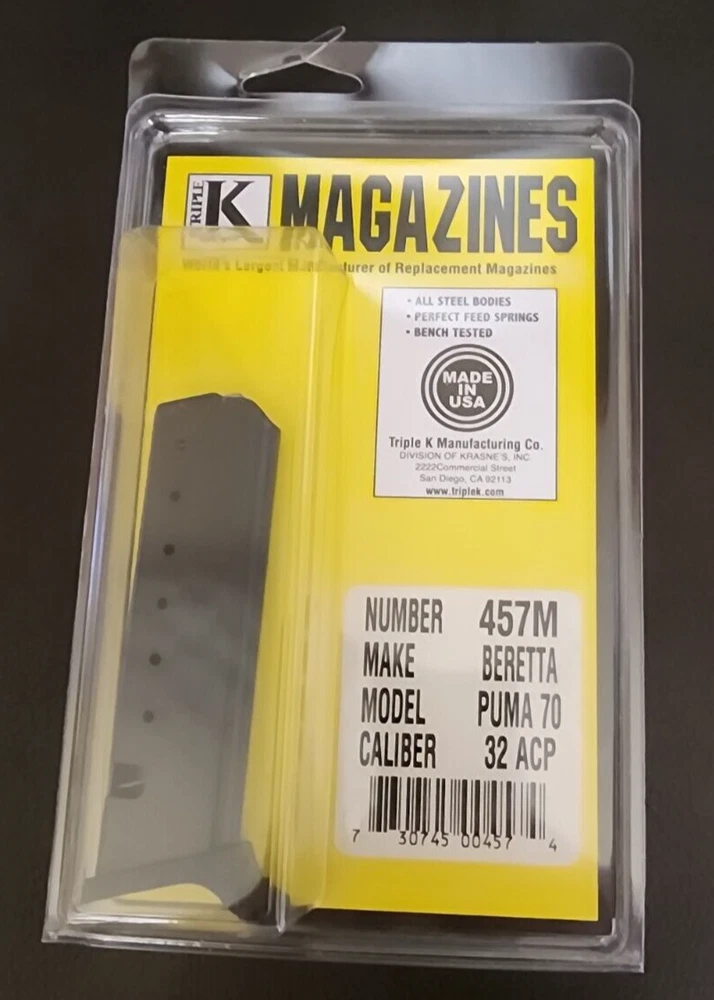 TRIPLE K MAGAZINES
World's Largest Manufacturer of Replacement Magazines
• ALL STEEL BODIES
• PERFECT FEED SPRINGS
• BENCH TESTED
MADE
IN
USA
Triple K Manufacturing Co.
DIVISION OF KRASNE'S, INC
2222Commercial Street
San Diego, CA 92113
www.triplek.com
NUMBER 457M
MAKE BERETTA
MODEL PUMA 70
CALIBER 32 ACP
7 30745 00457 4